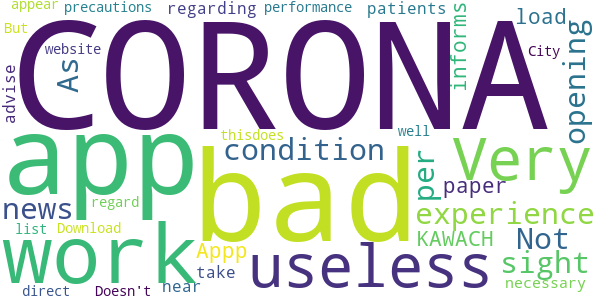 appear precautions regarding performance patients
But website As advise CORONA informs load opening City
thisdoes well
app bad condition per Very
news regard paper experience
list Download work Appp useless KAWACH Not sight
direct Doesn't near take necessary